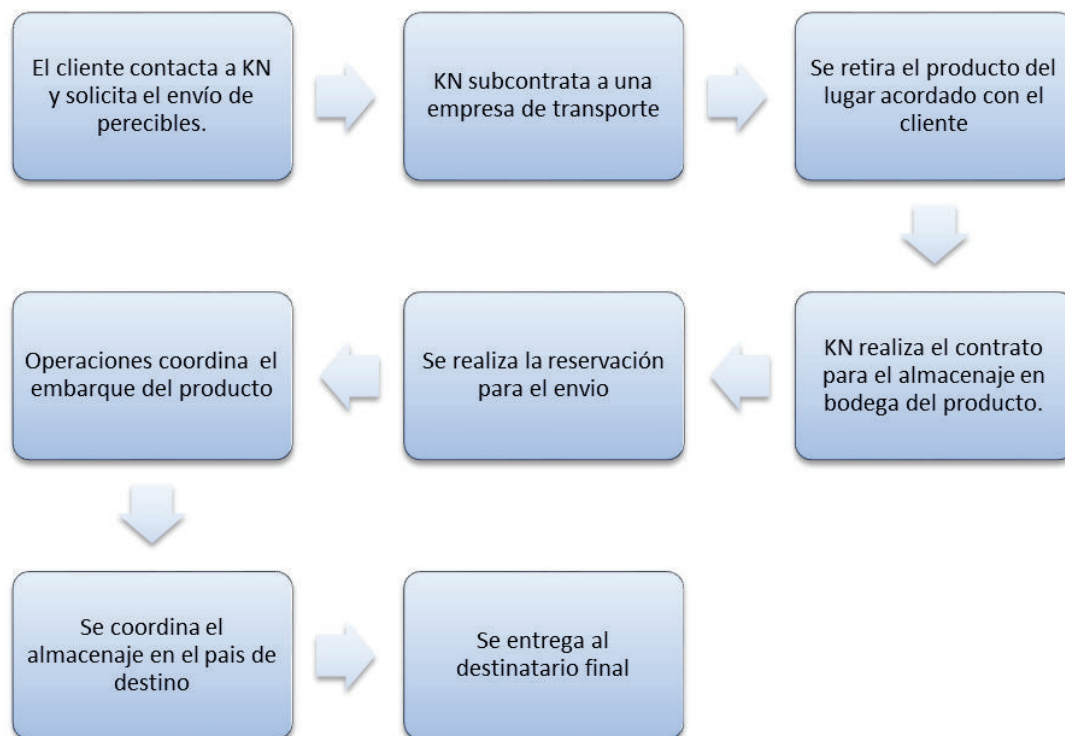 El cliente contacta a KN
y solicita el envío de
perecibles.
KN subcontrata a una
empresa de transporte
Se retira el producto del
lugar acordado con el
cliente
KN realiza el contrato
para el almacenaje en
bodega del producto.
Se realiza la reservación
para el envio
Operaciones coordina el
embarque del producto
Se coordina el
almacenaje en el pais de
destino
Se entrega al
destinatario final